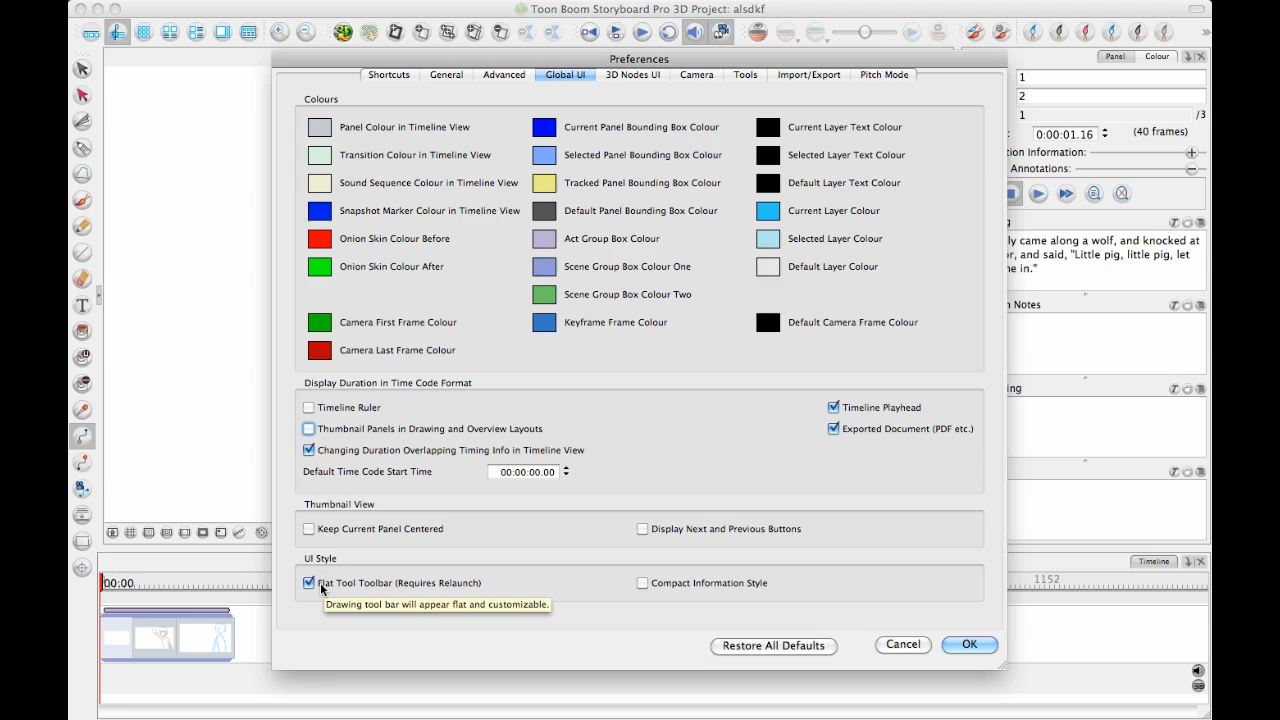 Toon Boom Storyboard Pro 3D Project: alsdkf
Preferences
Shortcuts General Advanced Global UI 3D Nodes UI Camera Tools Import/Export Pitch Mode
Panel Colour
Colours
1
2
1 /3
0:00:01.16 (40 frames)
Panel Colour in Timeline View Current Panel Bounding Box Colour Current Layer Text Colour
Transition Colour in Timeline View Selected Panel Bounding Box Colour Selected Layer Text Colour
Sound Sequence Colour in Timeline View Tracked Panel Bounding Box Colour Default Layer Text Colour
Snapshot Marker Colour in Timeline View Default Panel Bounding Box Colour Current Layer Colour
Onion Skin Colour Before Act Group Box Colour Selected Layer Colour
Onion Skin Colour After Scene Group Box Colour One Default Layer Colour
Scene Group Box Colour Two
Camera First Frame Colour Keyframe Frame Colour Default Camera Frame Colour
Camera Last Frame Colour
Information:
Annotations:
ly came along a wolf, and knocked at
or, and said, "Little pig, little pig, let
me in."
Notes
Display Duration in Time Code Format
Timeline Ruler Timeline Playhead
Thumbnail Panels in Drawing and Overview Layouts Exported Document (PDF etc.)
Changing Duration Overlapping Timing Info in Timeline View
Default Time Code Start Time 00:00:00.00
Thumbnail View
Keep Current Panel Centered Display Next and Previous Buttons
UI Style
Flat Tool Toolbar (Requires Relaunch) Compact Information Style
Drawing tool bar will appear flat and customizable.
Restore All Defaults Cancel OK
Timeline
00:00 1152